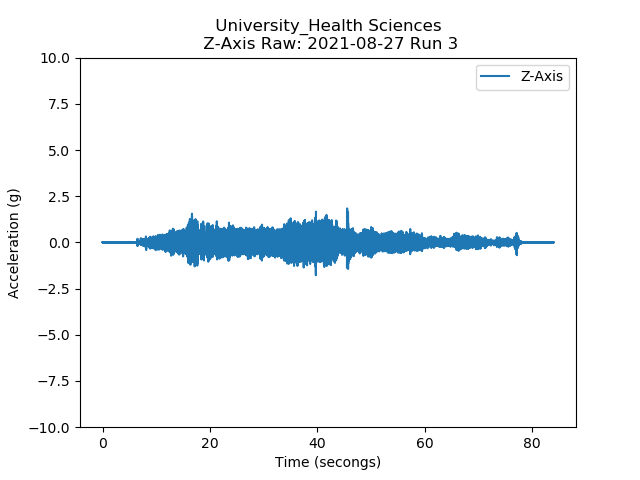 University_Health Sciences
Z-Axis Raw: 2021-08-27 Run 3
10.0
7.5
5.0
2.5
0.0
−2.5
−5.0
−7.5
−10.0
Acceleration (g)
Z-Axis
0 20 40 60 80
Time (secongs)